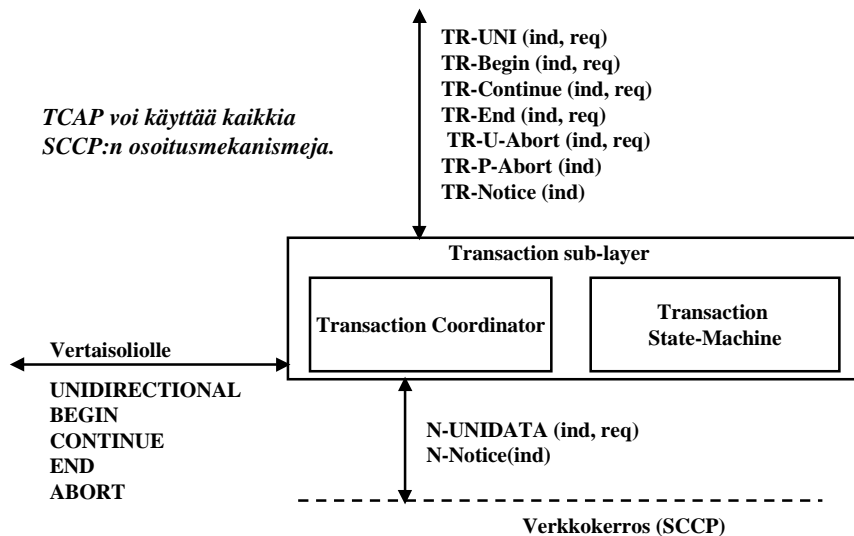 TR-UNI (ind, req)
TR-Begin (ind, req)
TR-Continue (ind, req)
TR-End (ind, req)
TR-U-Abort (ind, req)
TR-P-Abort (ind)
TR-Notice (ind)
TCAP voi käyttää kaikkia
SCCP:n osoitusmekanismeja.
Transaction sub-layer
Transaction Coordinator
Transaction
State-Machine
Vertaisoliolle
UNIDIRECTIONAL
BEGIN
CONTINUE
END
ABORT
N-UNIDATA (ind, req)
N-Notice(ind)
Verkkokerros (SCCP)